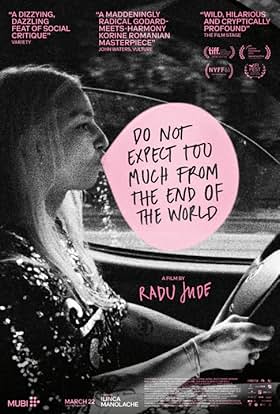 "A DIZZYING,
DAZZLING
FEAT OF SOCIAL
CRITIQUE"
VARIETY
"A MADDENINGLY
RADICAL GODARD-
MEETS-HARMONY
KORINE ROMANIAN
MASTERPIECE"
JOHN WATERS, VULTURE
"WILD, HILARIOUS
AND CRYPTICALLY
PROFOUND"
THE FILM STAGE
tiff
NYFF61
DO NOT
EXPECT TOO
MUCH FROM
THE END OF
THE WORLD
A FILM BY
RADU JUDE
MUBI
MARCH 22
ILINCA
MANOLACHE